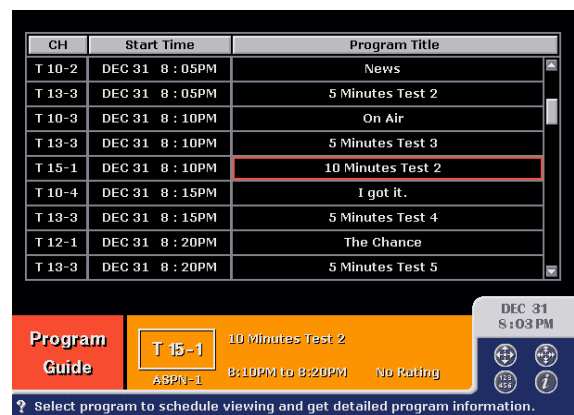 CH Start Time Program Title
T 10-2 DEC 31 8 : 05PM News
T 13-3 DEC 31 8 : 05PM 5 Minutes Test 2
T 10-3 DEC 31 8 : 10PM On Air
T 13-3 DEC 31 8 : 10PM 5 Minutes Test 3
T 15-1 DEC 31 8 : 10PM 10 Minutes Test 2
T 10-4 DEC 31 8 : 15PM I got it.
T 13-3 DEC 31 8 : 15PM 5 Minutes Test 4
T 12-1 DEC 31 8 : 20PM The Chance
T 13-3 DEC 31 8 : 20PM 5 Minutes Test 5
DEC 31
8:03 PM
Program
Guide
T 15-1
ASPN-1
10 Minutes Test 2
8:10PM to 8:20PM No Rating
123
456
i
? Select program to schedule viewing and get detailed program information.